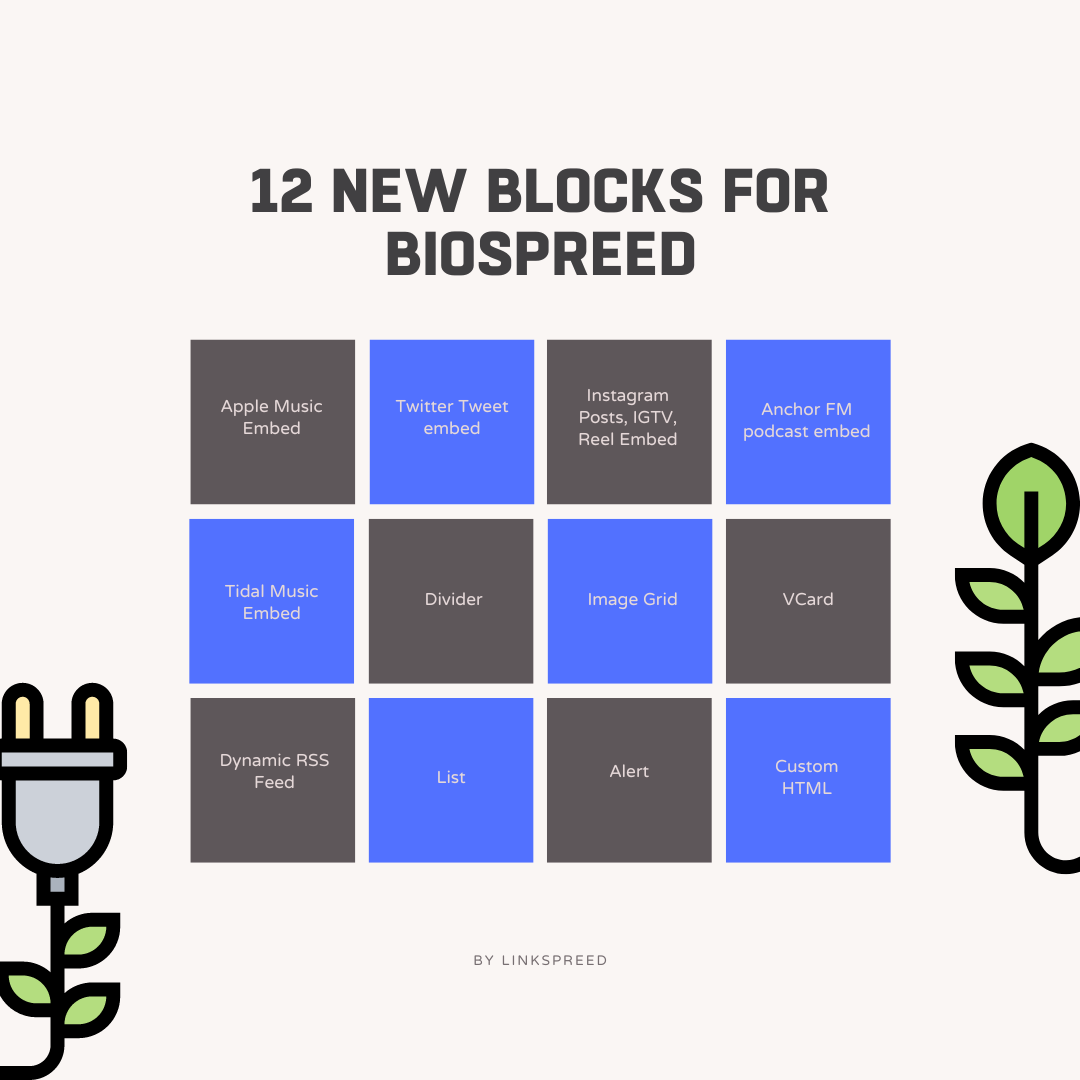 12 NEW BLOCKS FOR
BIOSPREED
Apple Music
Embed
Twitter Tweet
embed
Instagram
Posts, IGTV,
Reel Embed
Anchor FM
podcast embed
Tidal Music
Embed
Divider
Image Grid
VCard
Dynamic RSS
Feed
List
Alert
Custom
HTML
BY LINKSPREED